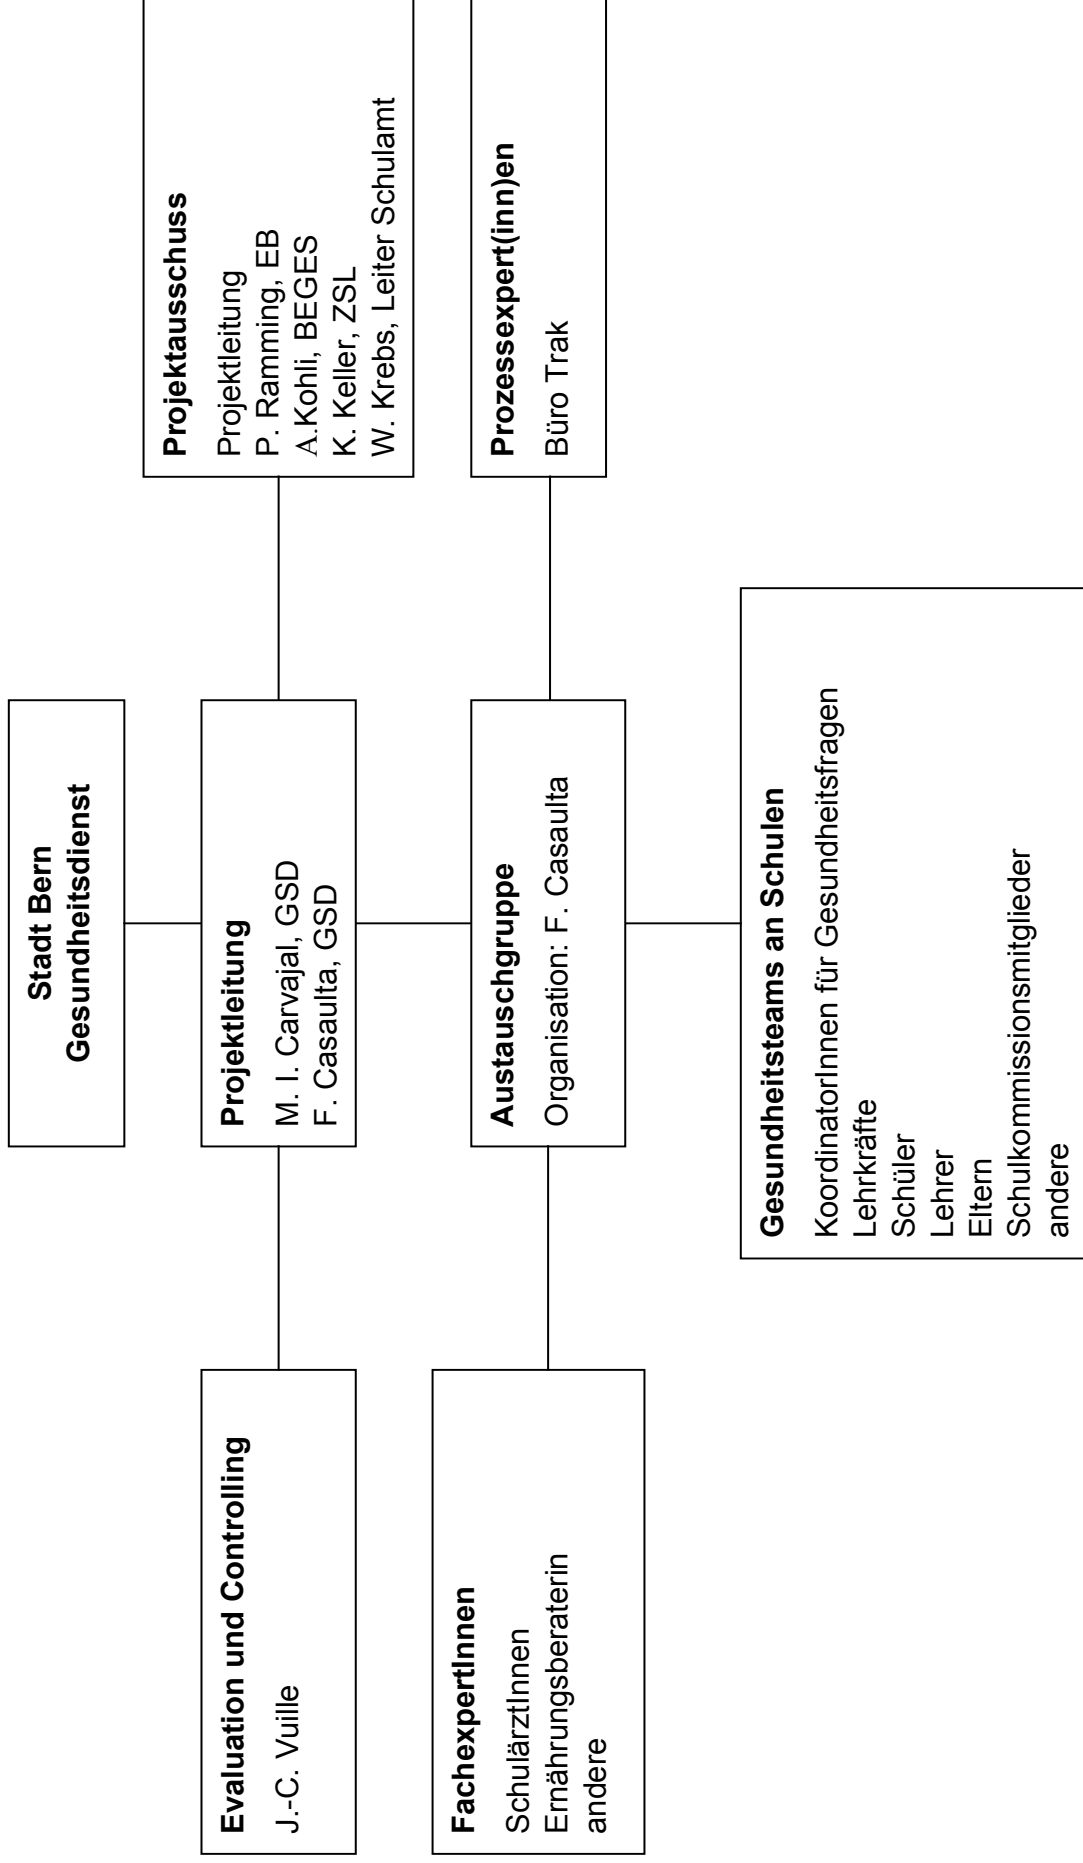 Stadt Bern
Gesundheitsdienst
Evaluation und Controlling
J.-C. Vuille
Projektleitung
M. I. Carvajal, GSD
F. Casaulta, GSD
Projektausschuss
Projektleitung
P. Ramming, EB
A.Kohli, BEGES
K. Keller, ZSL
W. Krebs, Leiter Schulamt
FachexpertInnen
SchulärztInnen
Ernährungsberaterin
andere
Austauschgruppe
Organisation: F. Casaulta
Prozessexpert(inn)en
Büro Trak
Gesundheitsteams an Schulen
KoordinatorInnen für Gesundheitsfragen
Lehrkräfte
Schüler
Lehrer
Eltern
Schulkommissionsmitglieder
andere